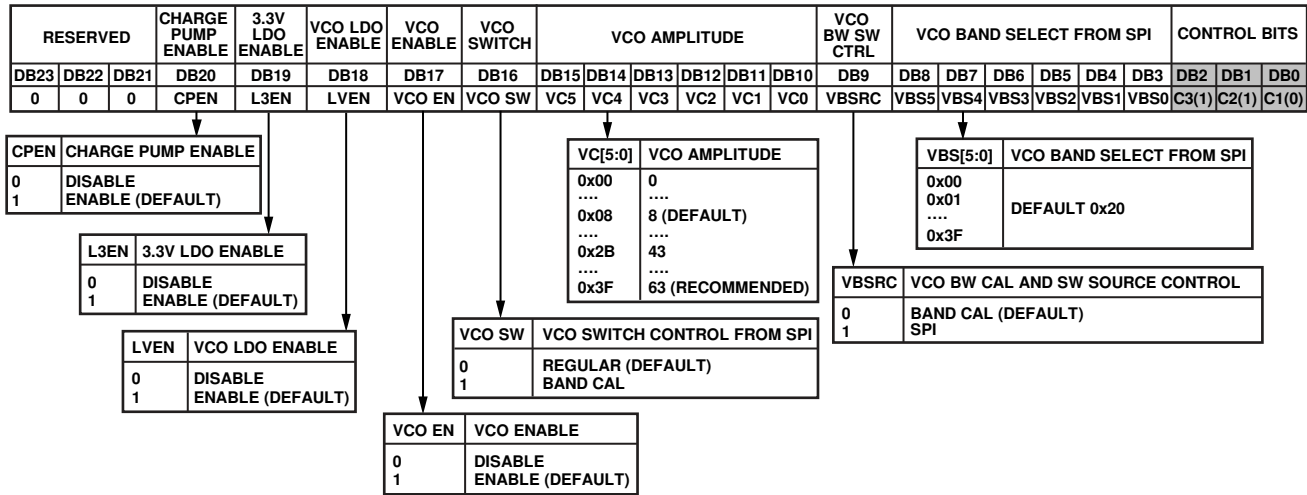 RESERVED
CHARGE PUMP ENABLE
3.3V LDO ENABLE
VCO LDO ENABLE
VCO ENABLE
VCO SWITCH
VCO AMPLITUDE
VCO BW SW CTRL
VCO BAND SELECT FROM SPI
CONTROL BITS
DB23 DB22 DB21 DB20 DB19 DB18 DB17 DB16 DB15 DB14 DB13 DB12 DB11 DB10 DB9 DB8 DB7 DB6 DB5 DB4 DB3 DB2 DB1 DB0
0 0 0 CPEN L3EN LVEN VCO EN VCO SW VC5 VC4 VC3 VC2 VC1 VC0 VBSRC VBS5 VBS4 VBS3 VBS2 VBS1 VBS0 C3(1) C2(1) C1(0)
CPEN CHARGE PUMP ENABLE
0 DISABLE
1 ENABLE (DEFAULT)
L3EN 3.3V LDO ENABLE
0 DISABLE
1 ENABLE (DEFAULT)
LVEN VCO LDO ENABLE
0 DISABLE
1 ENABLE (DEFAULT)
VCO EN VCO ENABLE
0 DISABLE
1 ENABLE (DEFAULT)
VCO SW VCO SWITCH CONTROL FROM SPI
0 REGULAR (DEFAULT)
1 BAND CAL
VC[5:0] VCO AMPLITUDE
0x00 0
.... ....
0x08 8 (DEFAULT)
.... ....
0x2B 43
.... ....
0x3F 63 (RECOMMENDED)
VBSRC VCO BW CAL AND SW SOURCE CONTROL
0 BAND CAL (DEFAULT)
1 SPI
VBS[5:0] VCO BAND SELECT FROM SPI
0x00
0x01
....
0x3F
DEFAULT 0x20